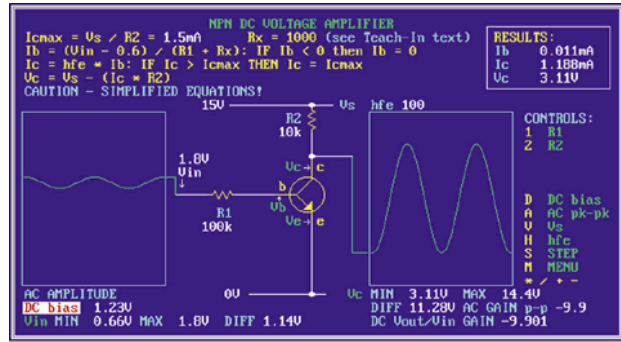 NPN DC VOLTAGE AMPLIFIER
Icmax = Vs / R2 = 1.5mA Rx = 1000 (see Teach-In text)
Ib = (Vin - 0.6) / (R1 + Rx): IF Ib < 0 then Ib = 0
Ic = hfe * Ib: IF Ic > Icmax THEN Ic = Icmax
Vc = Vs - (Ic * R2)
CAUTION - SIMPLIFIED EQUATIONS!
RESULTS:
Ib 0.011mA
Ic 1.188mA
Vc 3.11V
15V Vs hfe 100
R2
10k
1.8V
Vin
Vc c
b
Vb
R1
100k
Ve e
0V Vc
CONTROLS:
1 R1
2 R2
D DC bias
A AC pk-pk
V Vs
H hfe
S STEP
M MENU
* / + -
AC AMPLITUDE
DC bias 1.23V
Vin MIN 0.66V MAX 1.8V DIFF 1.14V
MIN 3.11V MAX 14.4V
DIFF 11.28V AC GAIN p-p -9.9
DC Vout/Vin GAIN -9.901